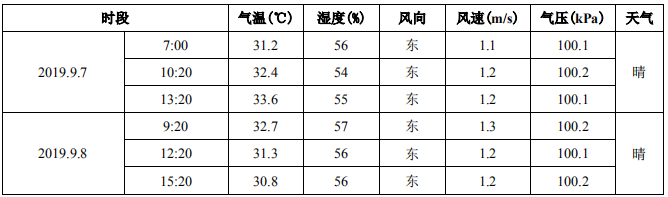 时段 气温(℃) 湿度(%) 风向 风速(m/s) 气压(kPa) 天气
2019.9.7 7:00 31.2 56 东 1.1 100.1 晴
10:20 32.4 54 东 1.2 100.2
13:20 33.6 55 东 1.2 100.1
2019.9.8 9:20 32.7 57 东 1.3 100.2 晴
12:20 31.3 56 东 1.2 100.1
15:20 30.8 56 东 1.2 100.2